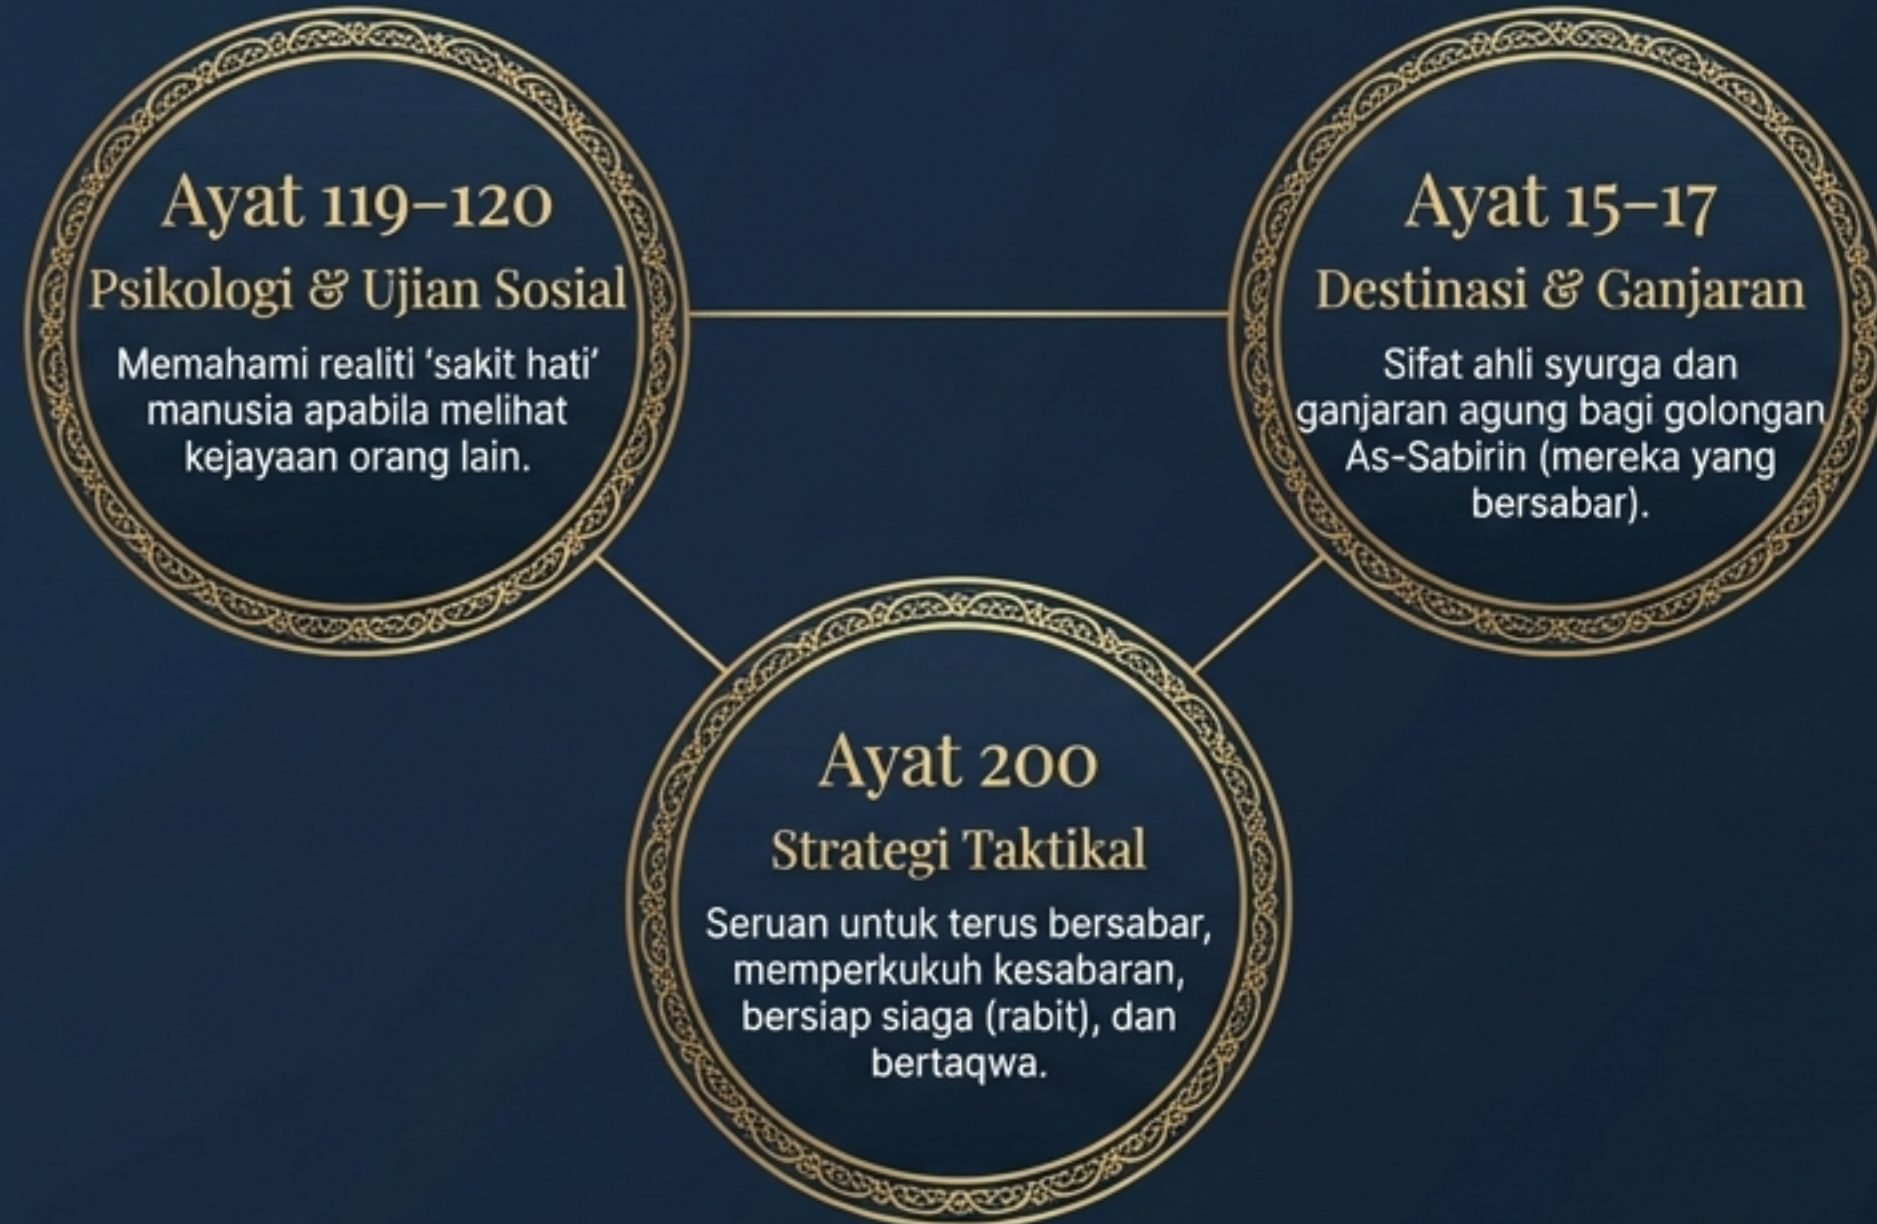 Ayat 119–120
Psikologi & Ujian Sosial
Memahami realiti ‘sakit hati’
manusia apabila melihat
kejayaan orang lain.
Ayat 15–17
Destinasi & Ganjaran
Sifat ahli syurga dan
ganjaran agung bagi golongan
As-Sabirin (mereka yang
bersabar).
Ayat 200
Strategi Taktikal
Seruan untuk terus bersabar,
memperkukuh kesabaran,
bersiap siaga (rabit), dan
bertaqwa.